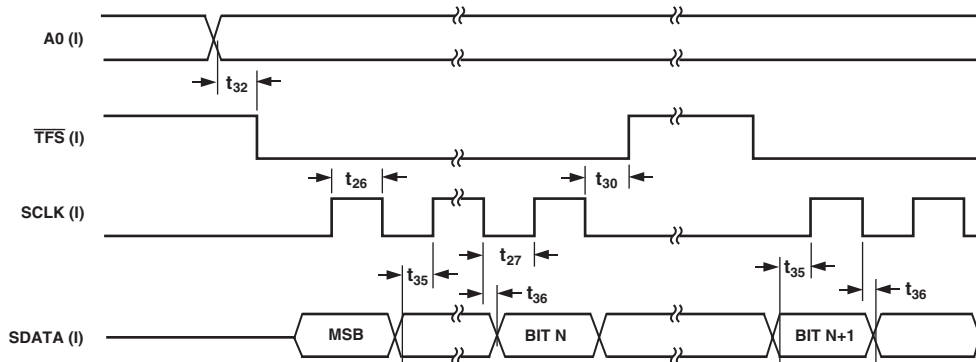 A0 (I)
t32
TFS (I)
t26
t30
SCLK (I)
t35
t27
t36
t35
t36
SDATA (I)
MSB
BIT N
BIT N+1